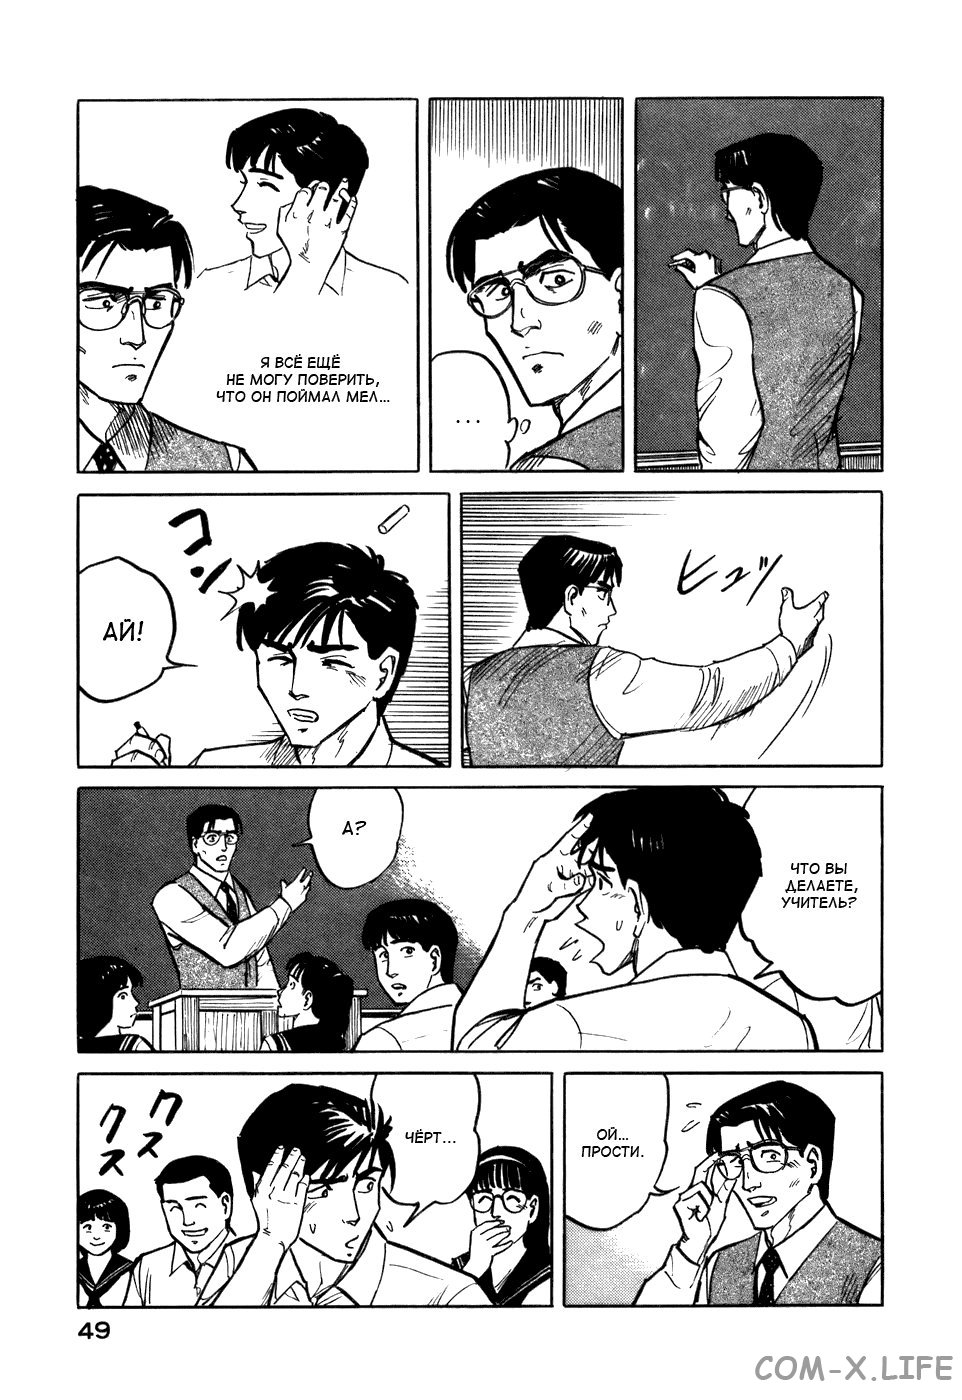 ...
Я ВСЁ ЕЩЁ
НЕ МОГУ ПОВЕРИТЬ,
ЧТО ОН ПОЙМАЛ МЕЛ...
ヒュッ
コン
АЙ!
ЧТО ВЫ
ДЕЛАЕТЕ,
УЧИТЕЛЬ?
А?
ОЙ...
ПРОСТИ.
ЧЁРТ...
クス
クス
49
COM-X.LIFE